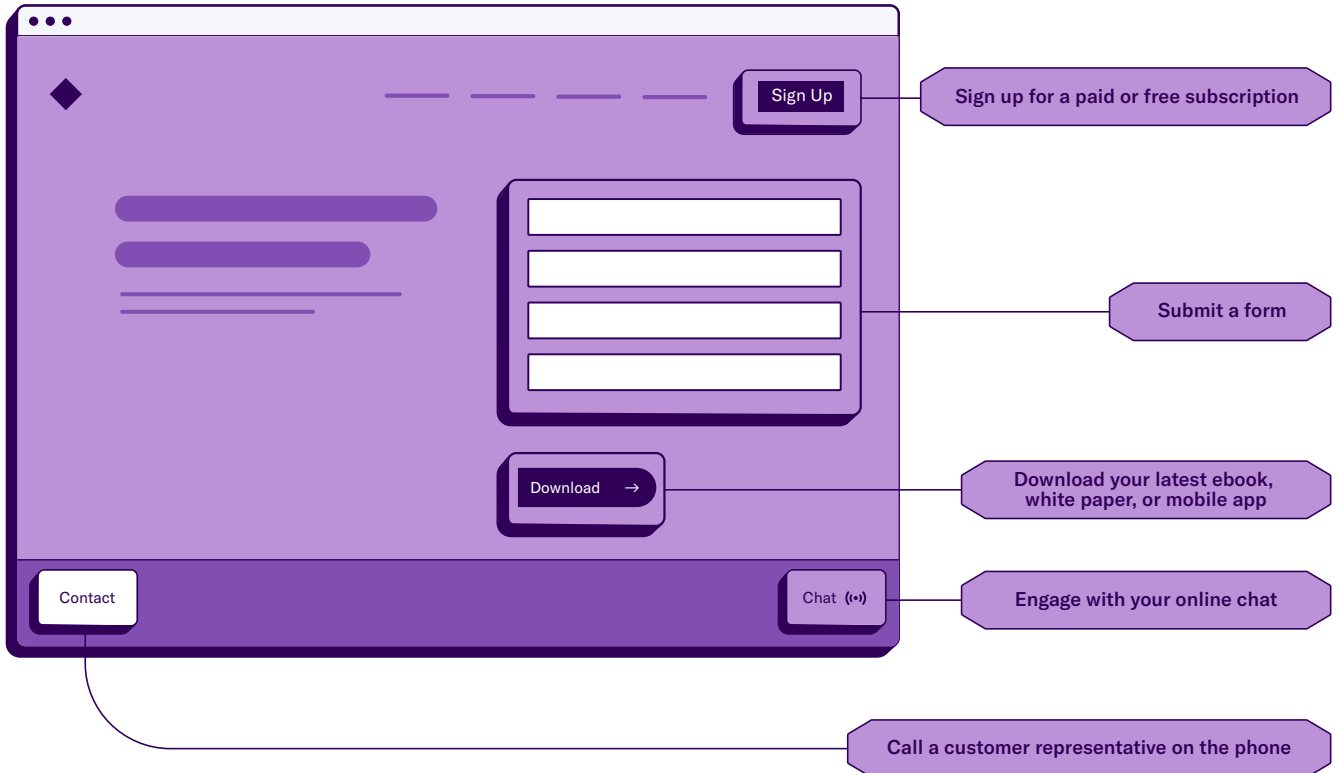 Sign Up
Sign up for a paid or free subscription
Submit a form
Download →
Download your latest ebook,
white paper, or mobile app
Contact
Chat
Engage with your online chat
Call a customer representative on the phone